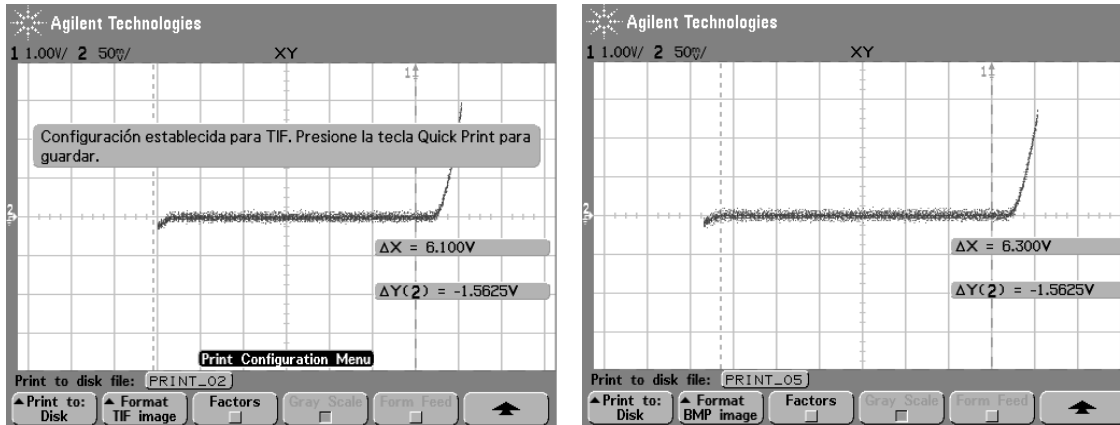 Agilent Technologies
1 1.00V/ 2 50㎷/ XY
1
Configuración establecida para TIF. Presione la tecla Quick Print para
guardar.
2
ΔX = 6.100V
ΔY(2) = -1.5625V
Print Configuration Menu
Print to disk file: PRINT_02
Print to: Disk
Format TIF image
Factors
Gray Scale
Form Feed
Agilent Technologies
1 1.00V/ 2 50㎷/ XY
1
2
ΔX = 6.300V
ΔY(2) = -1.5625V
Print to disk file: PRINT_05
Print to: Disk
Format BMP image
Factors
Gray Scale
Form Feed